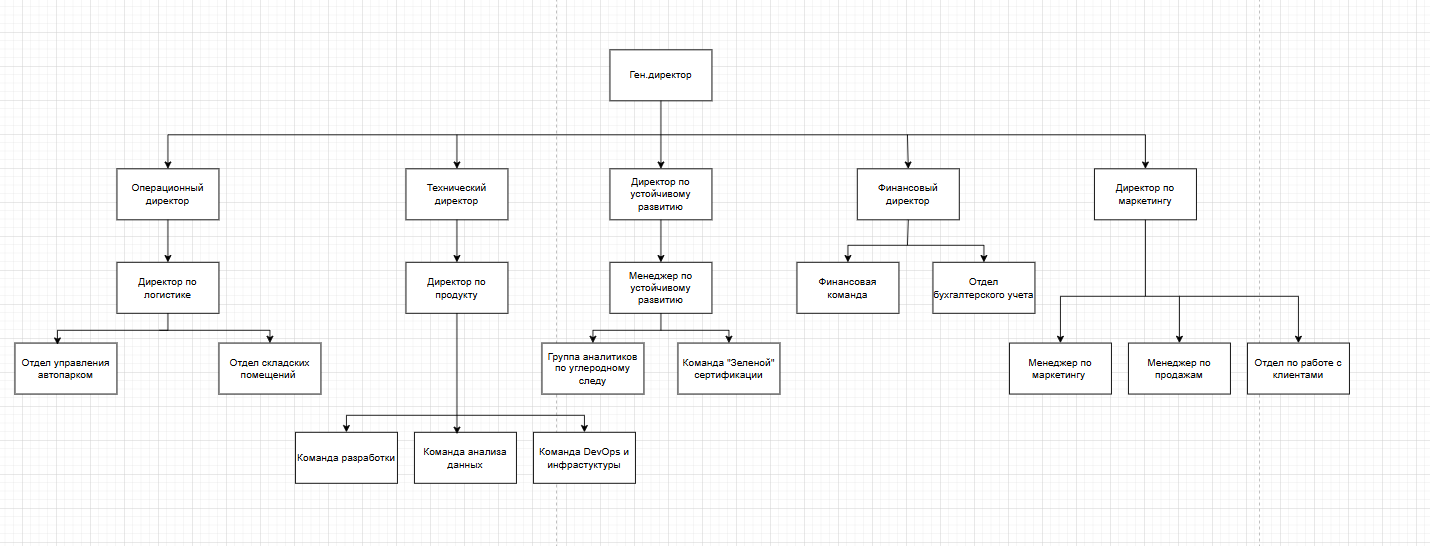 Ген.директор
Операционный
директор
Технический
директор
Директор по
устойчивому
развитию
Финансовый
директор
Директор по
маркетингу
Директор по
логистике
Директор по
продукту
Менеджер по
устойчивому
развитию
Финансовая
команда
Отдел
бухгалтерского учета
Отдел управления
автопарком
Отдел складских
помещений
Группа аналитиков
по углеродному
следу
Команда "Зеленой"
сертификации
Менеджер по
маркетингу
Менеджер по
продажам
Отдел по работе с
клиентами
Команда разработки
Команда анализа
данных
Команда DevOps и
инфрастуктуры